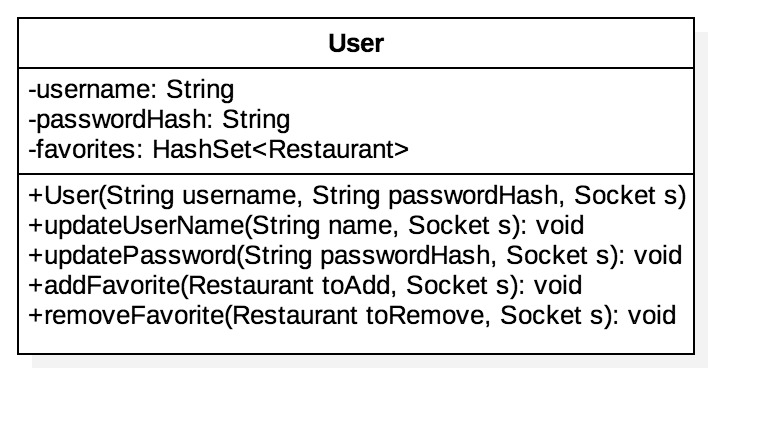 User
-username: String
-passwordHash: String
-favorites: HashSet<Restaurant>
+User(String username, String passwordHash, Socket s)
+updateUserName(String name, Socket s): void
+updatePassword(String passwordHash, Socket s): void
+addFavorite(Restaurant toAdd, Socket s): void
+removeFavorite(Restaurant toRemove, Socket s): void